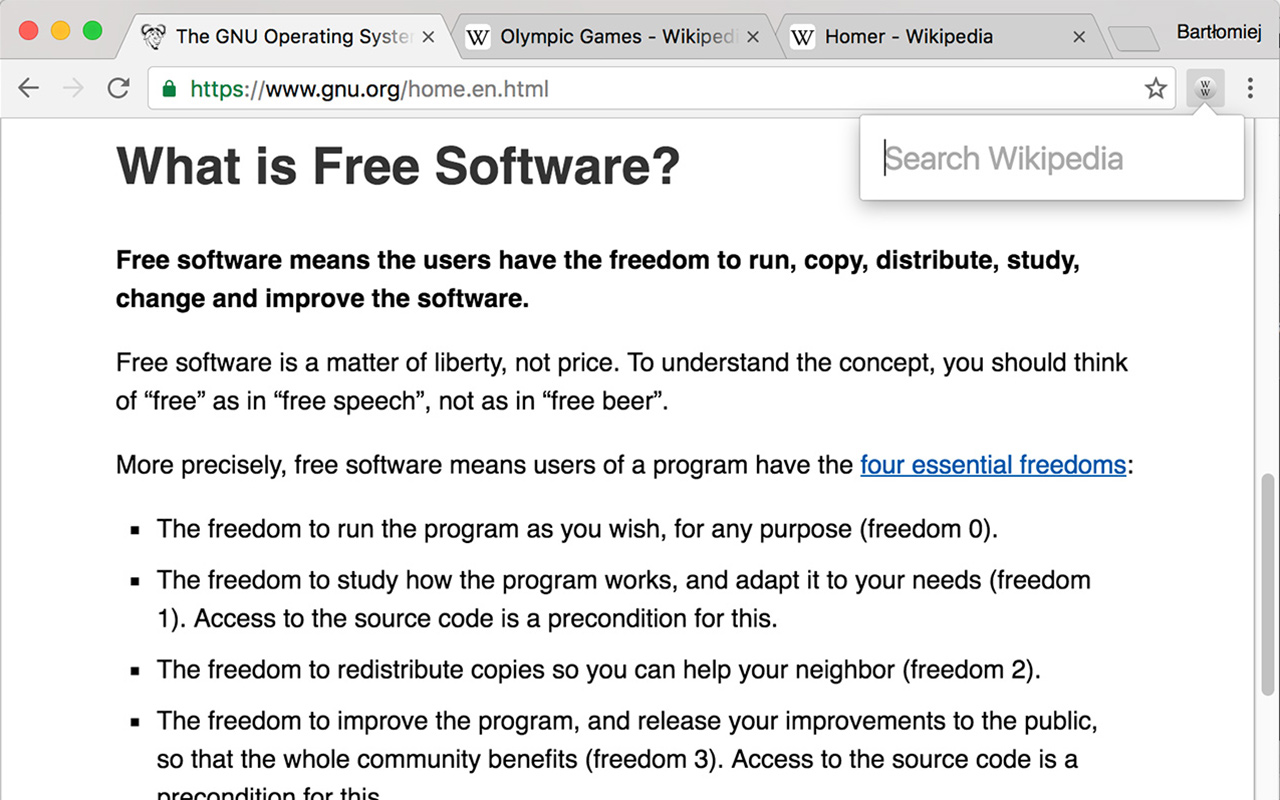 The GNU Operating Syste
Olympic Games - Wikiped
Homer - Wikipedia
Bartłomiej
https://www.gnu.org/home.en.html
W
W
Search Wikipedia
What is Free Software?
Free software means the users have the freedom to run, copy, distribute, study,
change and improve the software.
Free software is a matter of liberty, not price. To understand the concept, you should think
of “free” as in “free speech”, not as in “free beer”.
More precisely, free software means users of a program have the four essential freedoms:
The freedom to run the program as you wish, for any purpose (freedom 0).
The freedom to study how the program works, and adapt it to your needs (freedom
1). Access to the source code is a precondition for this.
The freedom to redistribute copies so you can help your neighbor (freedom 2).
The freedom to improve the program, and release your improvements to the public,
so that the whole community benefits (freedom 3). Access to the source code is a
precondition for this.